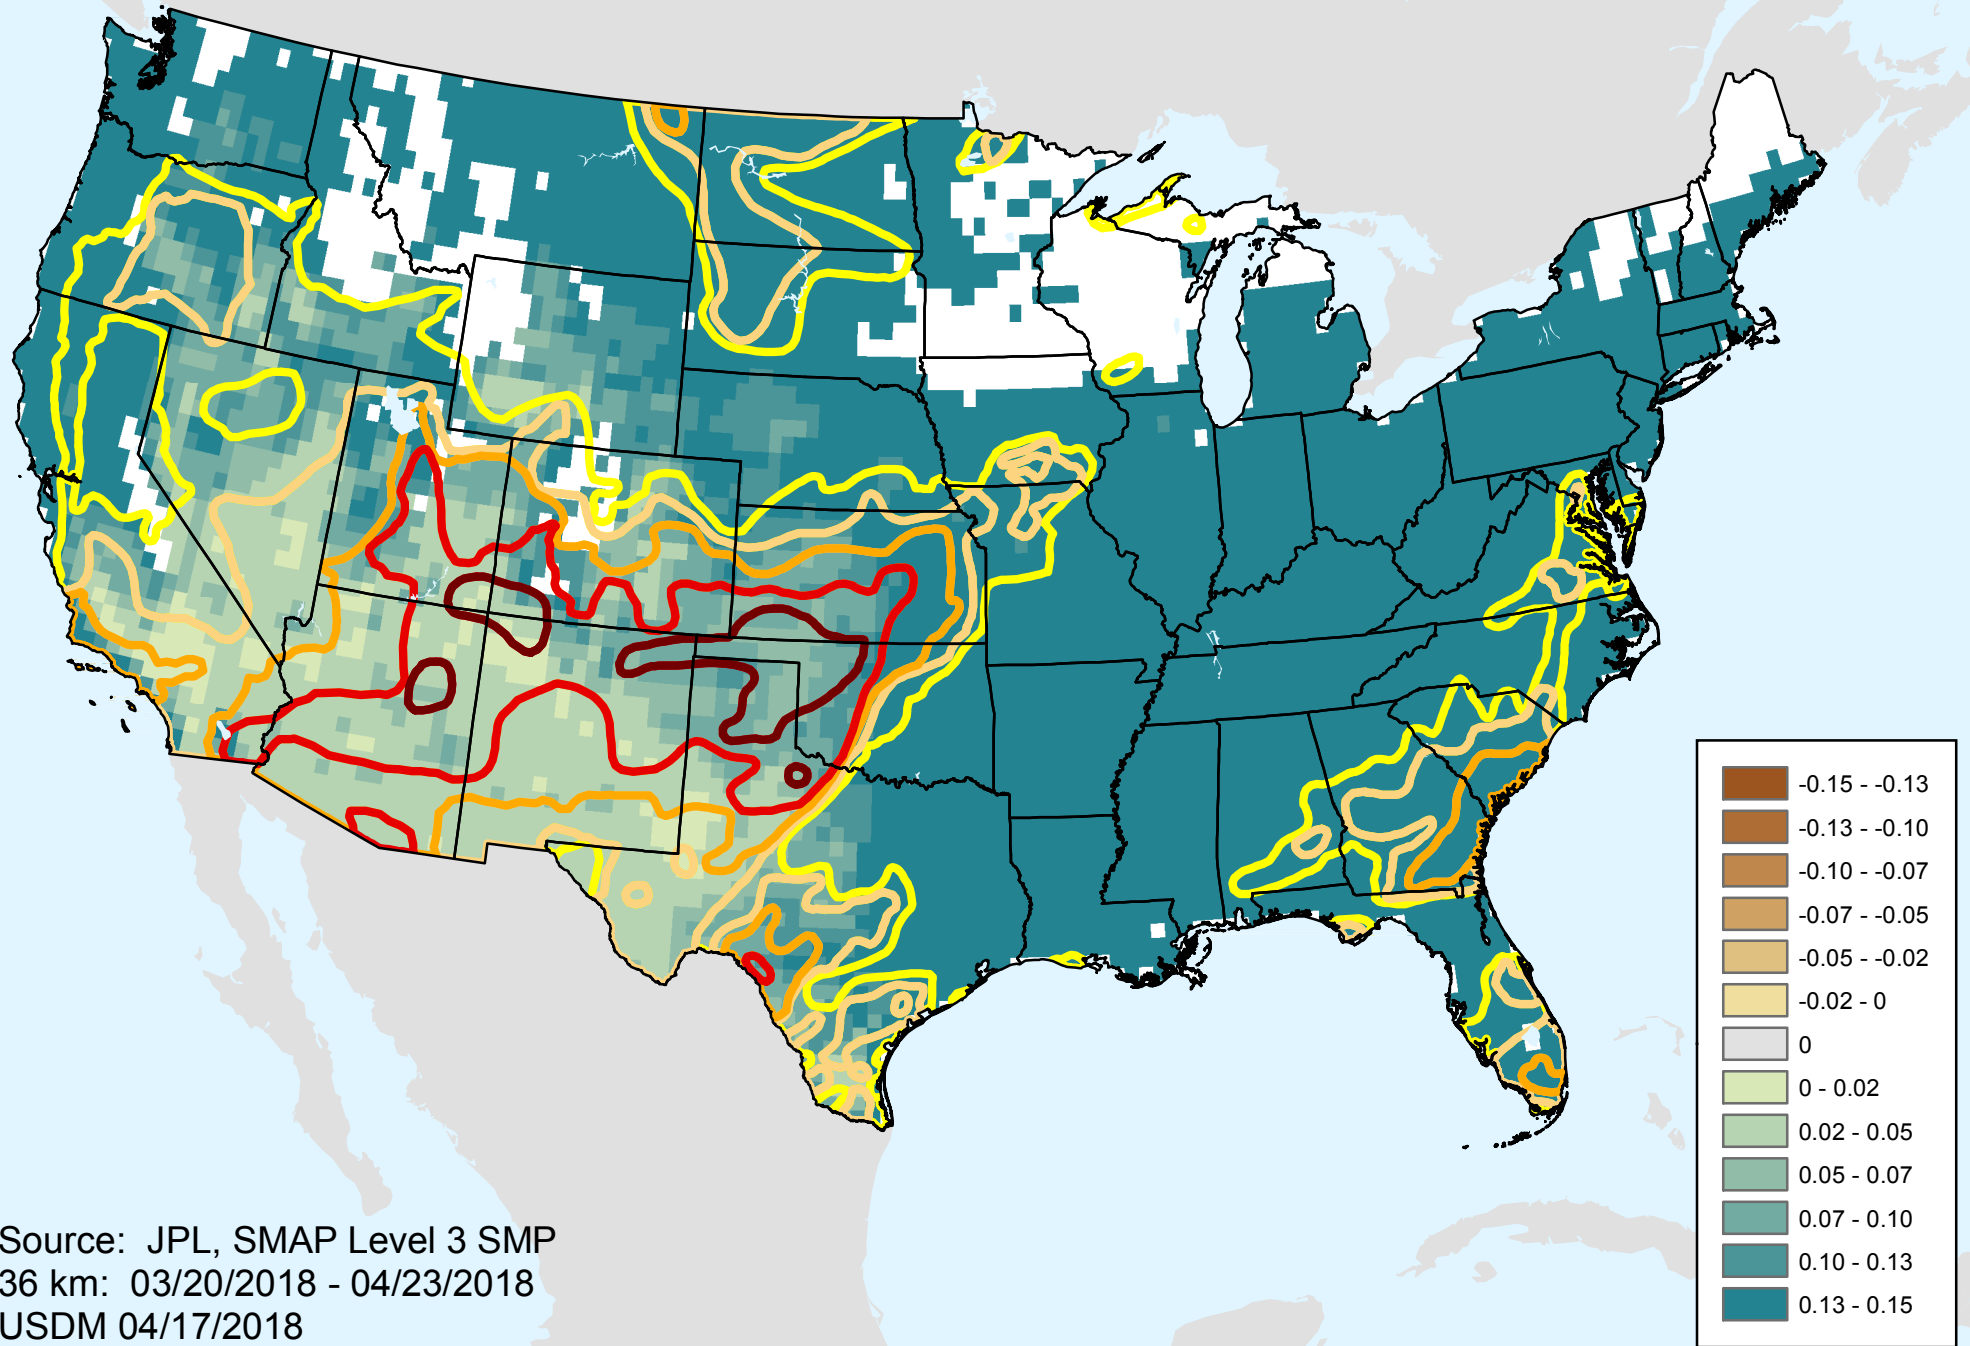 -0.15 - -0.13
-0.13 - -0.10
-0.10 - -0.07
-0.07 - -0.05
-0.05 - -0.02
-0.02 - 0
0
0 - 0.02
0.02 - 0.05
0.05 - 0.07
0.07 - 0.10
0.10 - 0.13
0.13 - 0.15
Source: JPL, SMAP Level 3 SMP
36 km: 03/20/2018 - 04/23/2018
USDM 04/17/2018